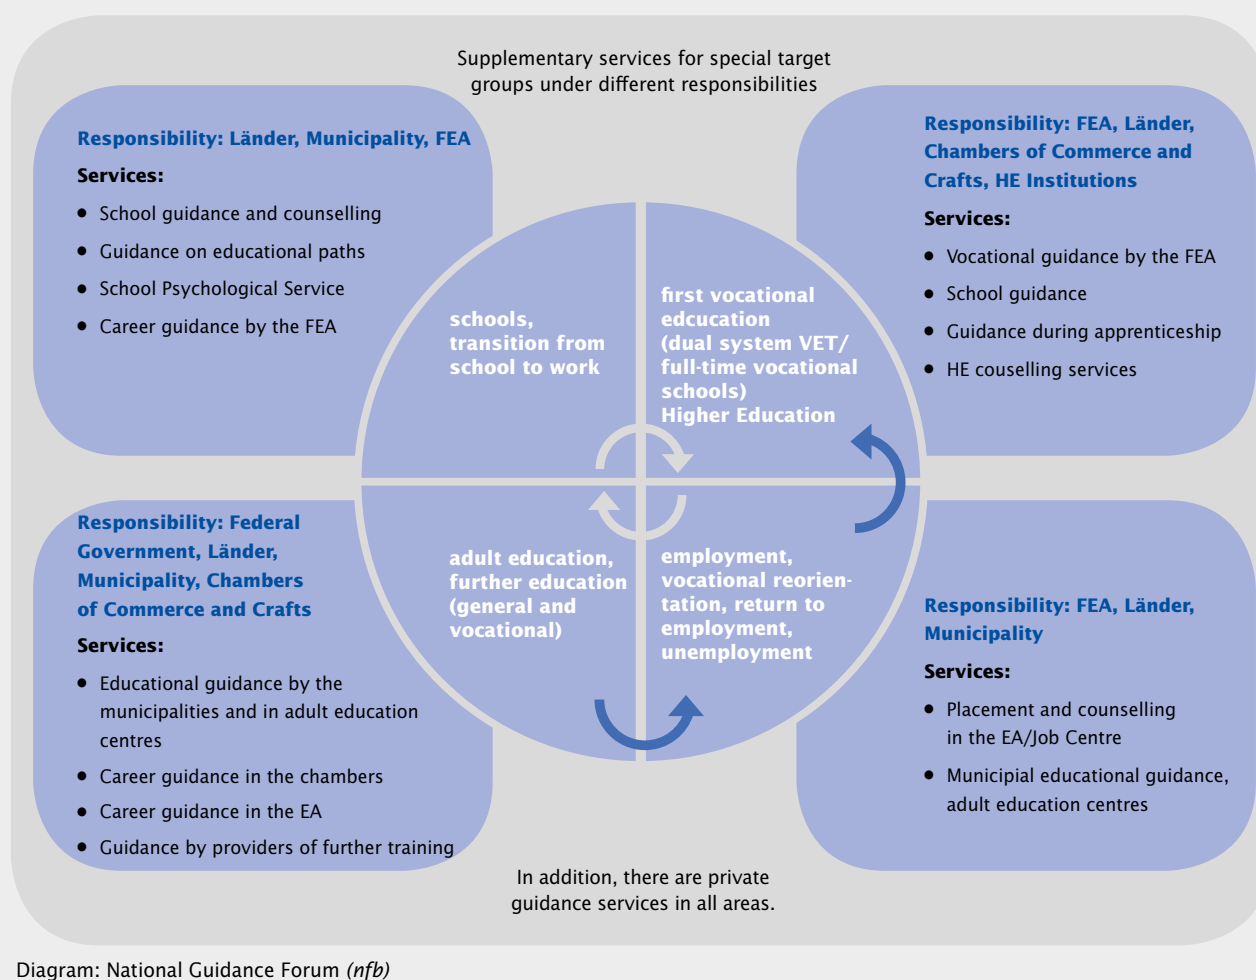 Supplementary services for special target
groups under different responsibilities
Responsibility: Länder, Municipality, FEA
Services:
• School guidance and counselling
• Guidance on educational paths
• School Psychological Service
• Career guidance by the FEA
Responsibility: FEA, Länder,
Chambers of Commerce and
Crafts, HE Institutions
Services:
• Vocational guidance by the FEA
• School guidance
• Guidance during apprenticeship
• HE couselling services
schools,
transition from
school to work
first vocational
edcucation
(dual system VET/
full-time vocational
schools)
Higher Education
Responsibility: Federal
Government, Länder,
Municipality, Chambers
of Commerce and Crafts
Services:
• Educational guidance by the
municipalities and in adult education
centres
• Career guidance in the chambers
• Career guidance in the EA
• Guidance by providers of further training
adult education,
further education
(general and
vocational)
employment,
vocational reorien-
tation, return to
employment,
unemployment
Responsibility: FEA, Länder,
Municipality
Services:
• Placement and counselling
in the EA/Job Centre
• Municipial educational guidance,
adult education centres
In addition, there are private
guidance services in all areas.
Diagram: National Guidance Forum (nfb)